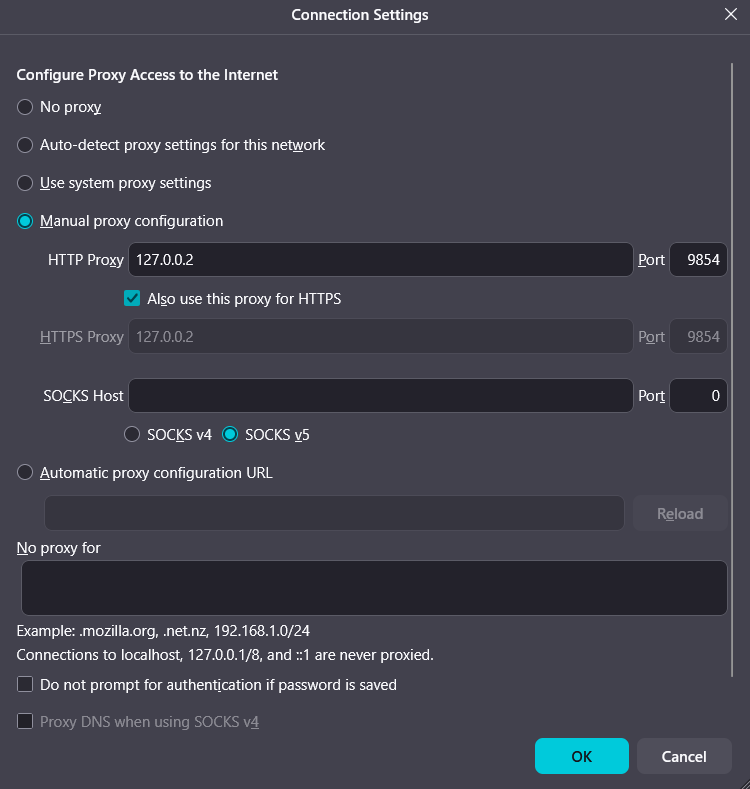 Connection Settings
Configure Proxy Access to the Internet
No proxy
Auto-detect proxy settings for this network
Use system proxy settings
Manual proxy configuration
HTTP Proxy 127.0.0.2 Port 9854
Also use this proxy for HTTPS
HTTPS Proxy 127.0.0.2 Port 9854
SOCKS Host Port 0
SOCKS v4 SOCKS v5
Automatic proxy configuration URL
Reload
No proxy for
Example: .mozilla.org, .net.nz, 192.168.1.0/24
Connections to localhost, 127.0.0.1/8, and ::1 are never proxied.
Do not prompt for authentication if password is saved
Proxy DNS when using SOCKS v4
OK Cancel